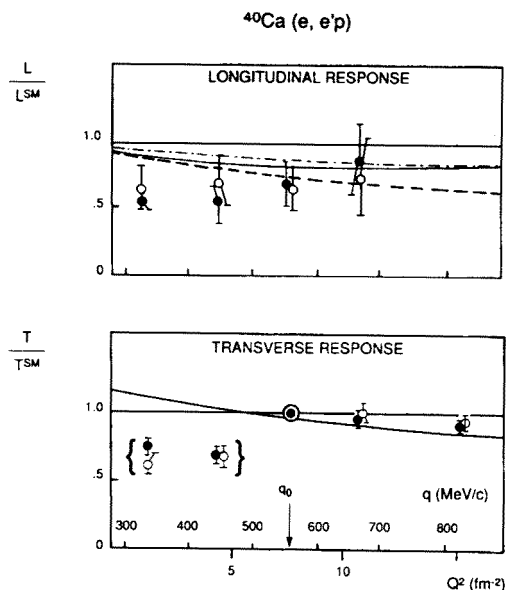 ⁴⁰Ca (e, e'p)
L
L^SM
LONGITUDINAL RESPONSE
1.0
.5
0
T
T^SM
TRANSVERSE RESPONSE
1.0
{ }
.5
q₀
q (MeV/c)
300 400 500 600 700 800
0
5 10
Q² (fm⁻²)